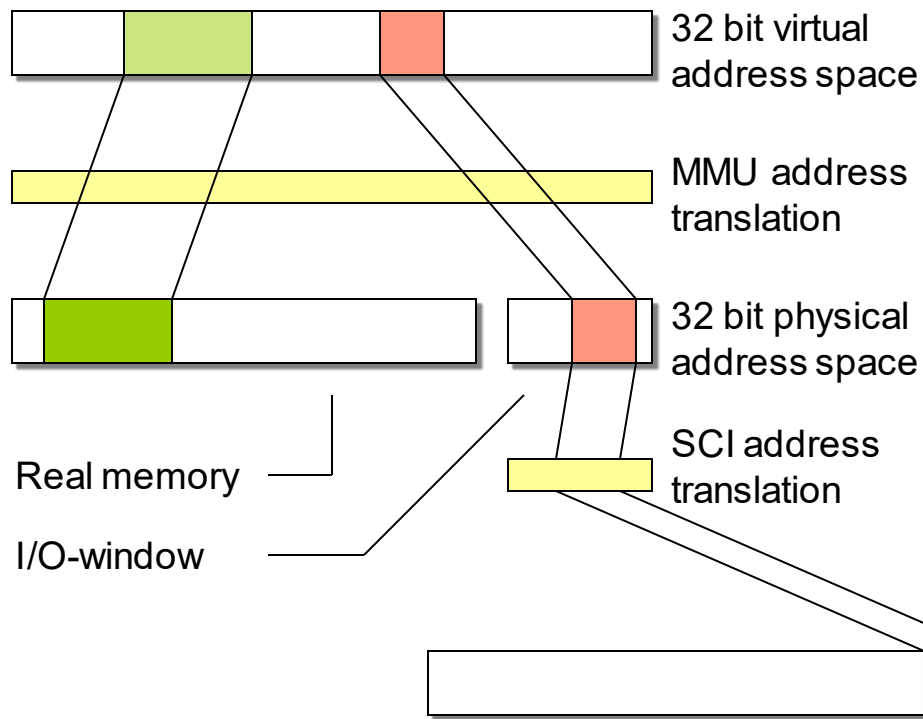 32 bit virtual
address space
MMU address
translation
32 bit physical
address space
Real memory
SCI address
translation
I/O-window